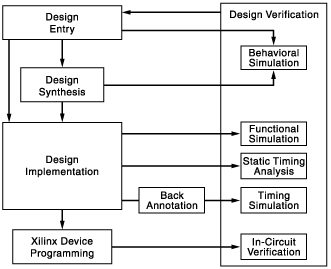 Design
Entry
Design Verification
Behavioral
Simulation
Design
Synthesis
Functional
Simulation
Design
Implementation
Static Timing
Analysis
Back
Annotation
Timing
Simulation
Xilinx Device
Programming
In-Circuit
Verification